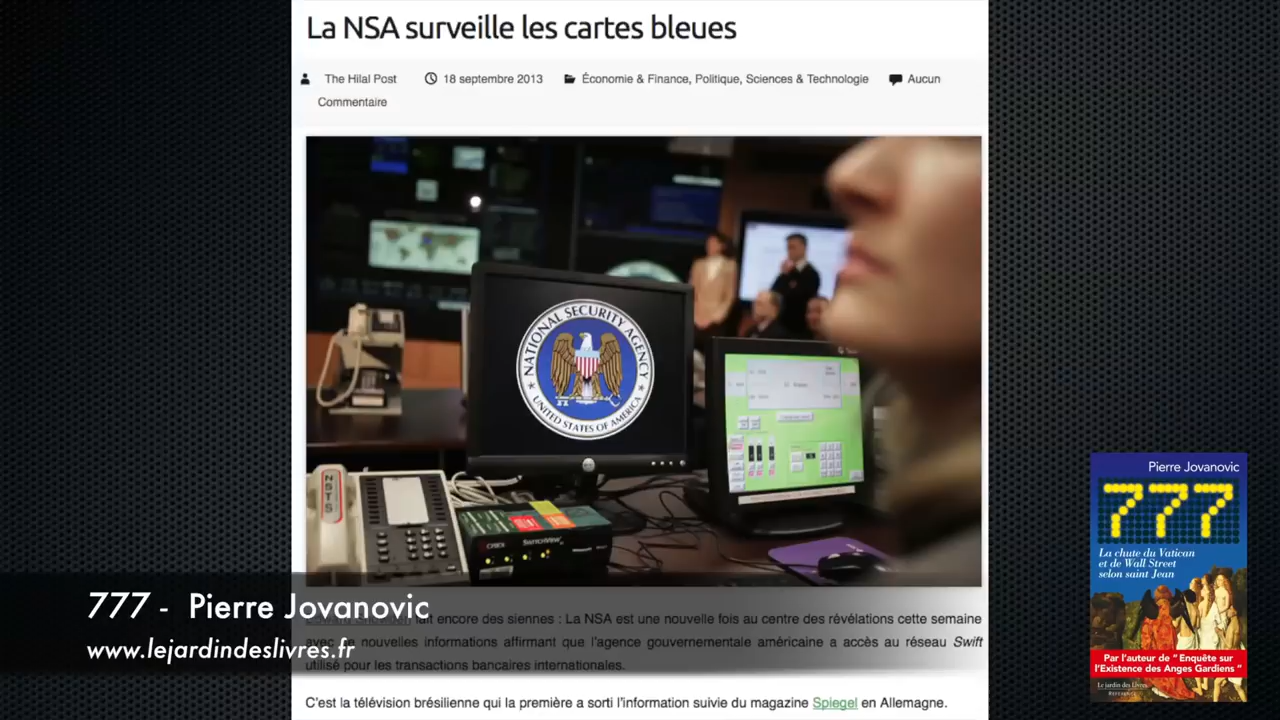 La NSA surveille les cartes bleues
The Hilal Post 18 septembre 2013 Économie & Finance, Politique, Sciences & Technologie Aucun
Commentaire
NATIONAL SECURITY AGENCY
UNITED STATES OF AMERICA
NSTS
777 - Pierre Jovanovic
www.lejardindeslivres.fr
fait encore des siennes : La NSA est une nouvelle fois au centre des révélations cette semaine
avec de nouvelles informations affirmant que l'agence gouvernementale américaine a accès au réseau Swift
utilisé pour les transactions bancaires internationales.
C'est la télévision brésilienne qui la première a sorti l'information suivie du magazine Spiegel en Allemagne.
Pierre Jovanovic
777
La chute du Vatican
et de Wall Street
selon saint Jean
Par l'auteur de " Enquête sur
l'Existence des Anges Gardiens "
Le jardin des Livres